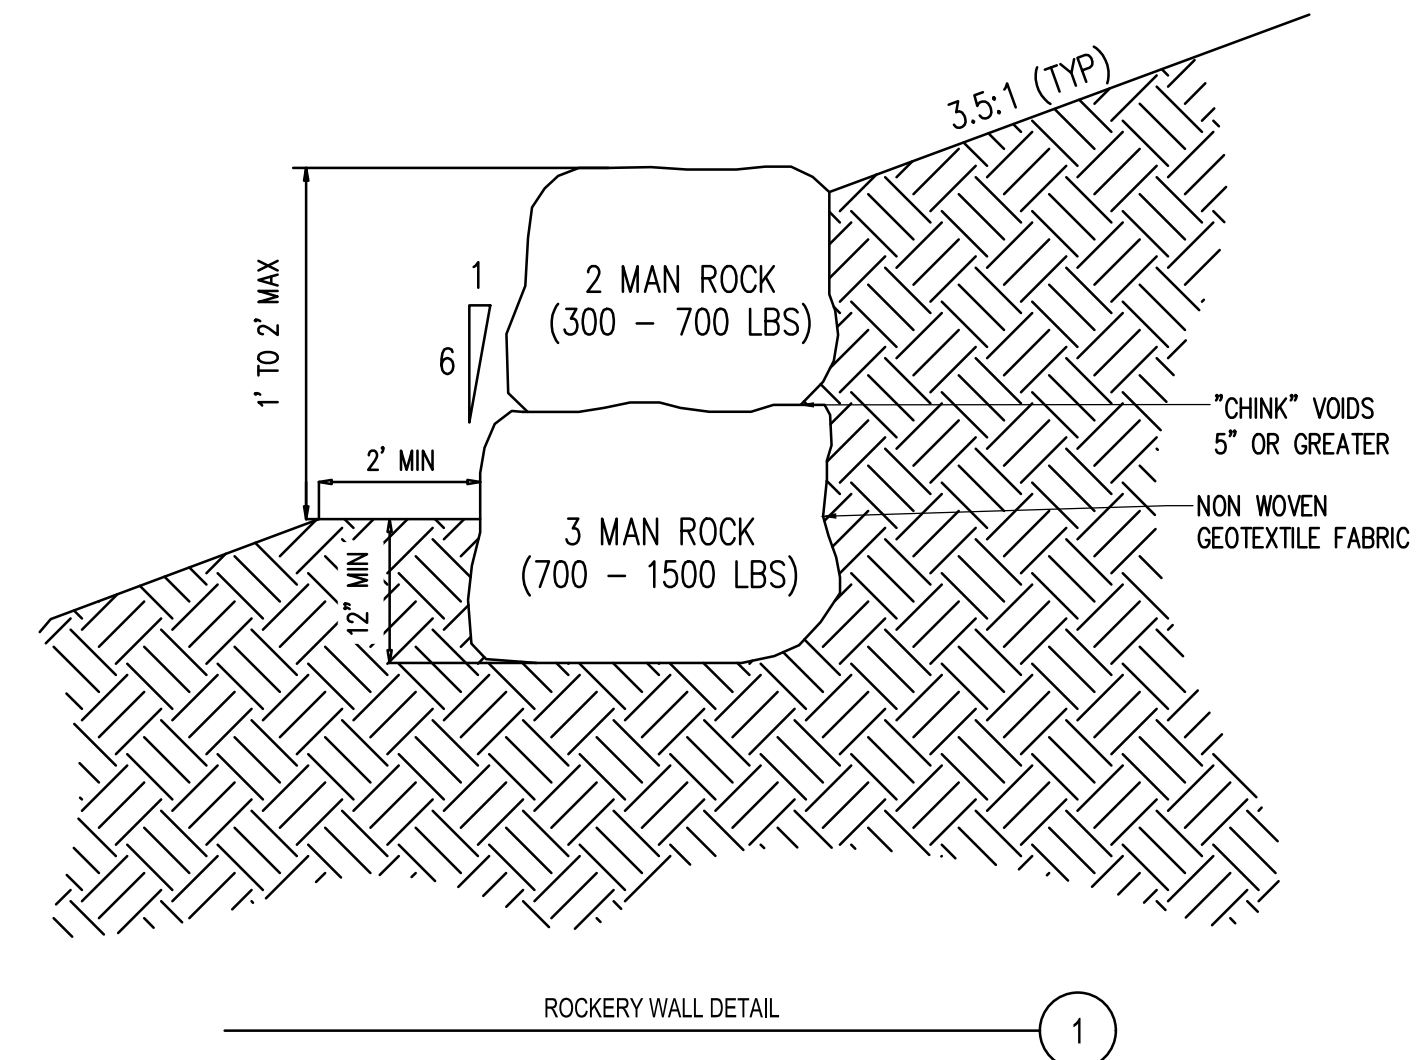 3.5:1 (TYP)
1' TO 2' MAX
1
6
2 MAN ROCK
(300 – 700 LBS)
"CHINK" VOIDS
5" OR GREATER
2' MIN
NON WOVEN
GEOTEXTILE FABRIC
3 MAN ROCK
(700 – 1500 LBS)
12" MIN
ROCKERY WALL DETAIL
1